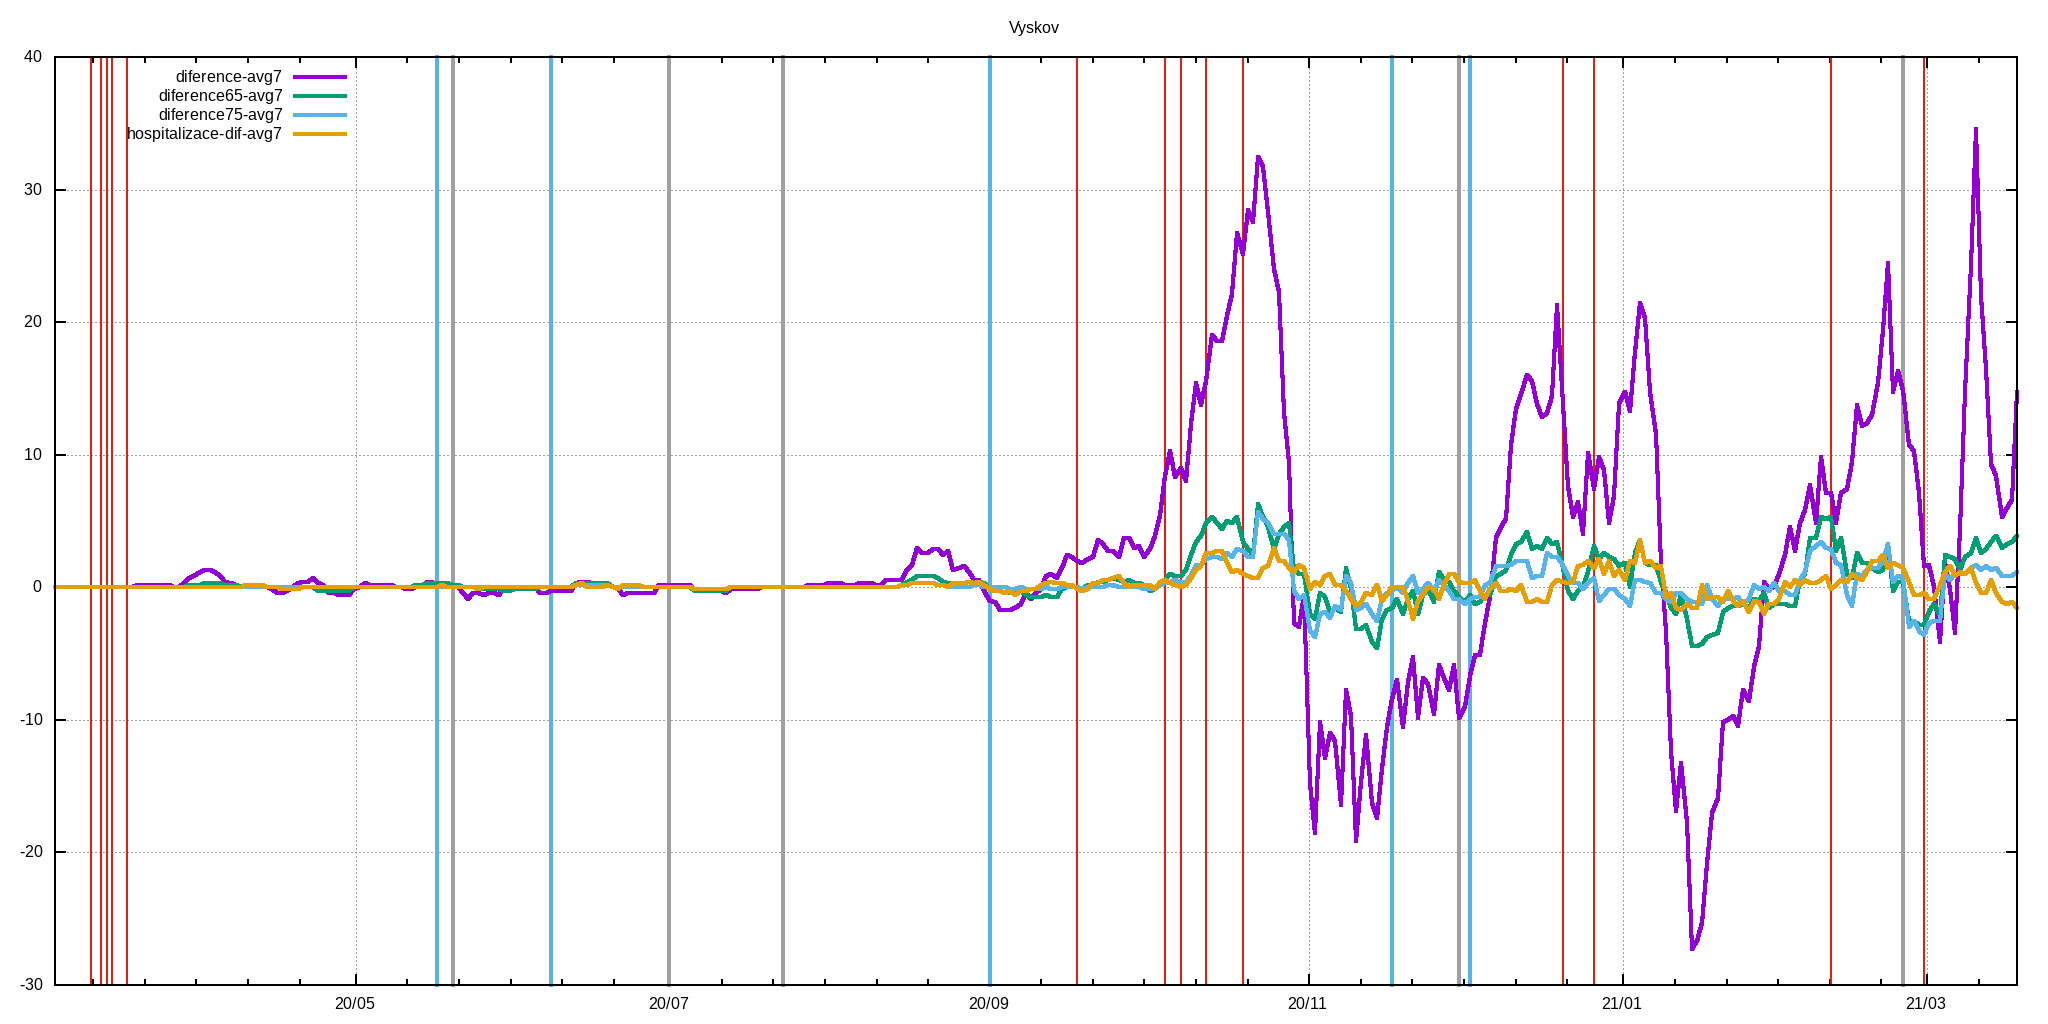 Vyskov
40
30
20
10
0
-10
-20
-30
diference-avg7
diference65-avg7
diference75-avg7
hospitalizace-dif-avg7
20/05 20/07 20/09 20/11 21/01 21/03